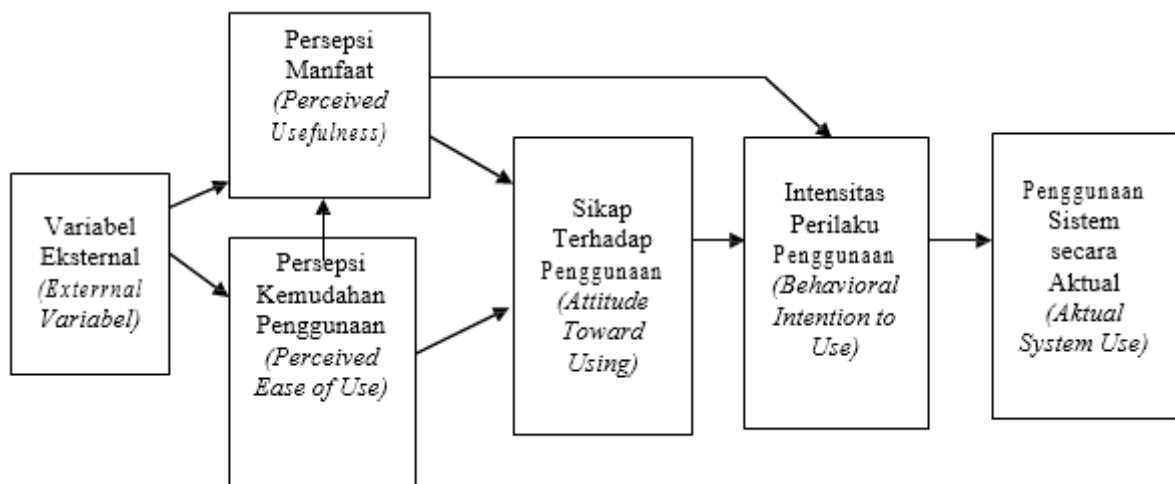 Persepsi
Manfaat
(Perceived
Usefulness)
Variabel
Eksternal
(Exterrnal
Variabel)
Persepsi
Kemudahan
Penggunaan
(Perceived
Ease of Use)
Sikap
Terhadap
Penggunaan
(Attitude
Toward
Using)
Intensitas
Perilaku
Penggunaan
(Behavioral
Intention to
Use)
Penggunaan
Sistem
secara
Aktual
(Aktual
System Use)